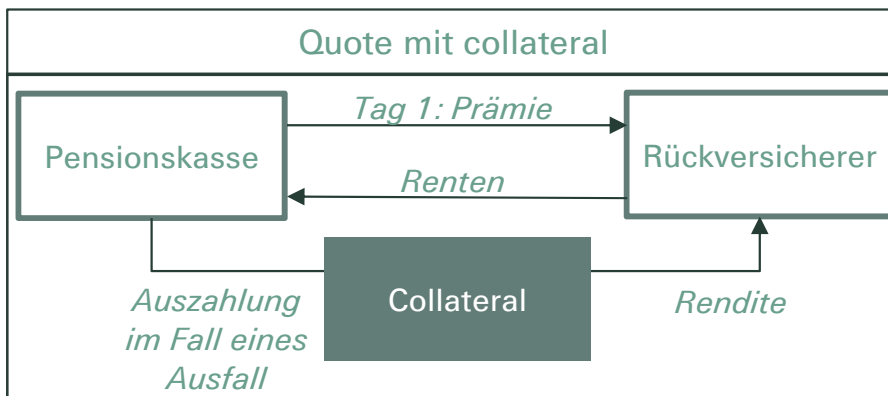 Quote mit collateral
Tag 1: Prämie
Pensionskasse
Rückversicherer
Renten
Collateral
Auszahlung
im Fall eines
Ausfall
Rendite